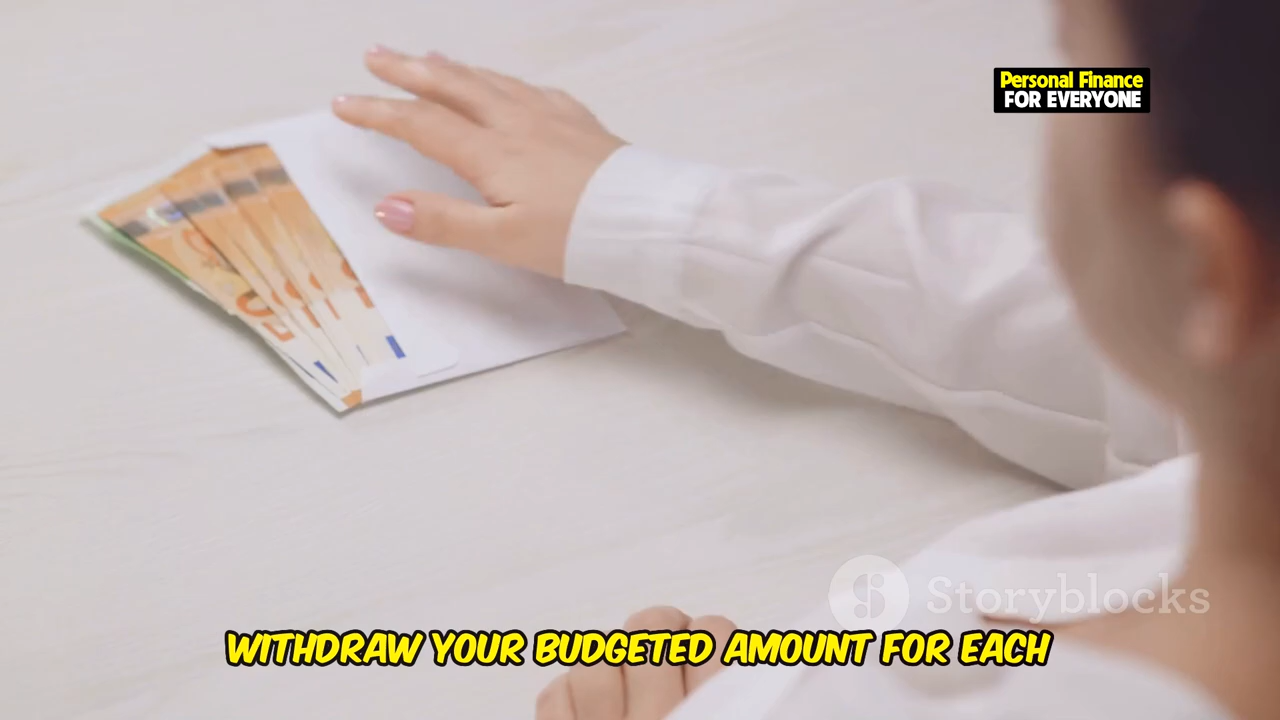 Personal Finance
FOR EVERYONE
Storyblocks
WITHDRAW YOUR BUDGETED AMOUNT FOR EACH